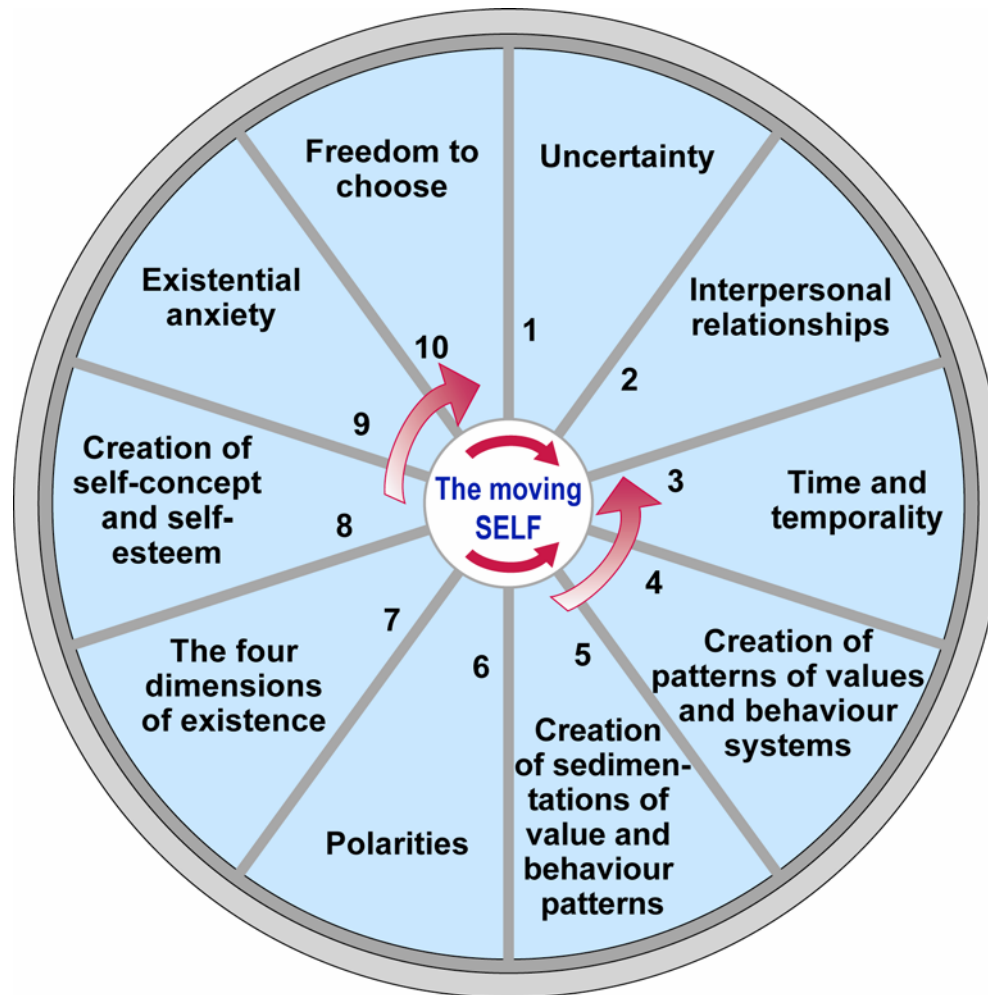 Uncertainty
1
Interpersonal
relationships
2
Time and
temporality
3
Creation of
patterns of values
and behaviour
systems
4
Creation
of sedimen-
tations of
value and
behaviour
patterns
5
Polarities
6
The four
dimensions
of existence
7
Creation of
self-concept
and self-
esteem
8
Existential
anxiety
9
Freedom to
choose
10
The moving
SELF